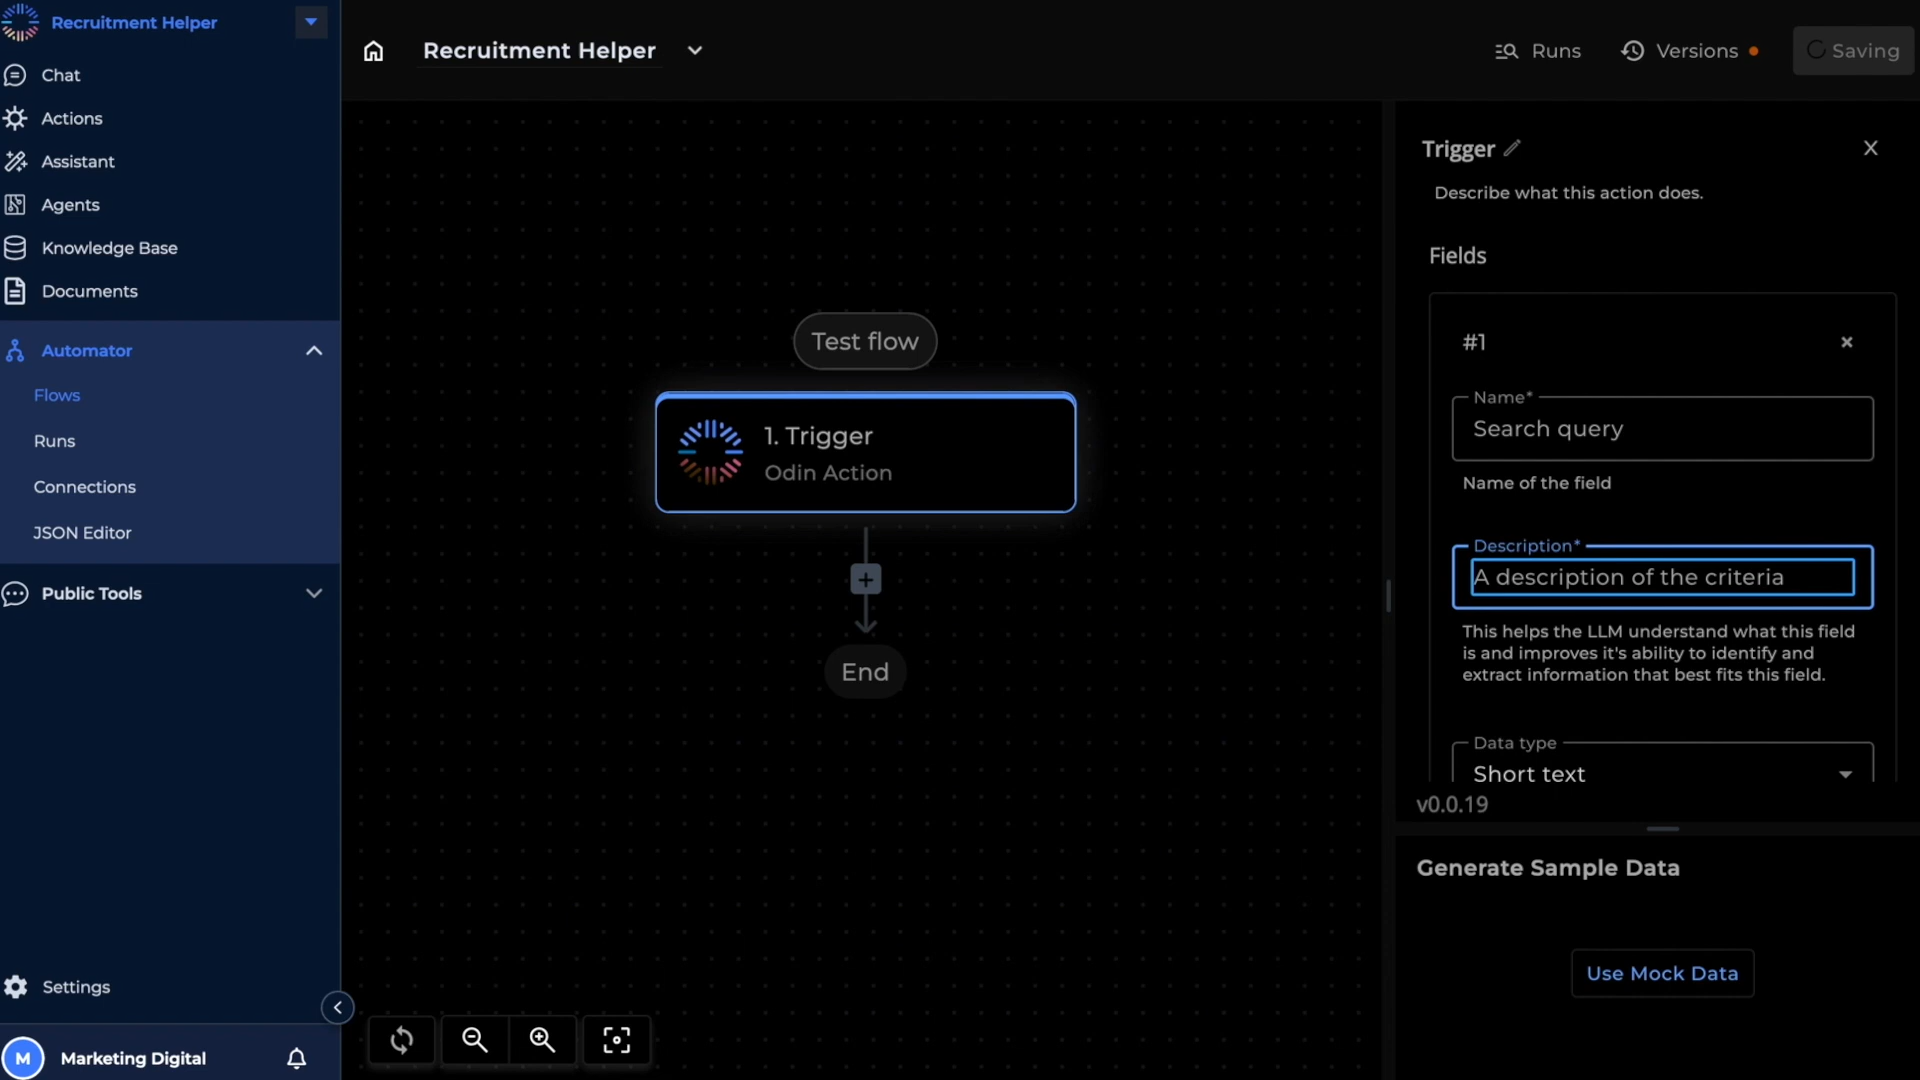 Recruitment Helper
Chat
Actions
Assistant
Agents
Knowledge Base
Documents
Automator
Flows
Runs
Connections
JSON Editor
Public Tools
Settings
M
Marketing Digital
Recruitment Helper
Runs
Versions
Saving
Test flow
1. Trigger
Odin Action
End
Trigger
Describe what this action does.
Fields
#1
Name*
Search query
Name of the field
Description*
A description of the criteria
This helps the LLM understand what this field
is and improves it's ability to identify and
extract information that best fits this field.
Data type
Short text
v0.0.19
Generate Sample Data
Use Mock Data